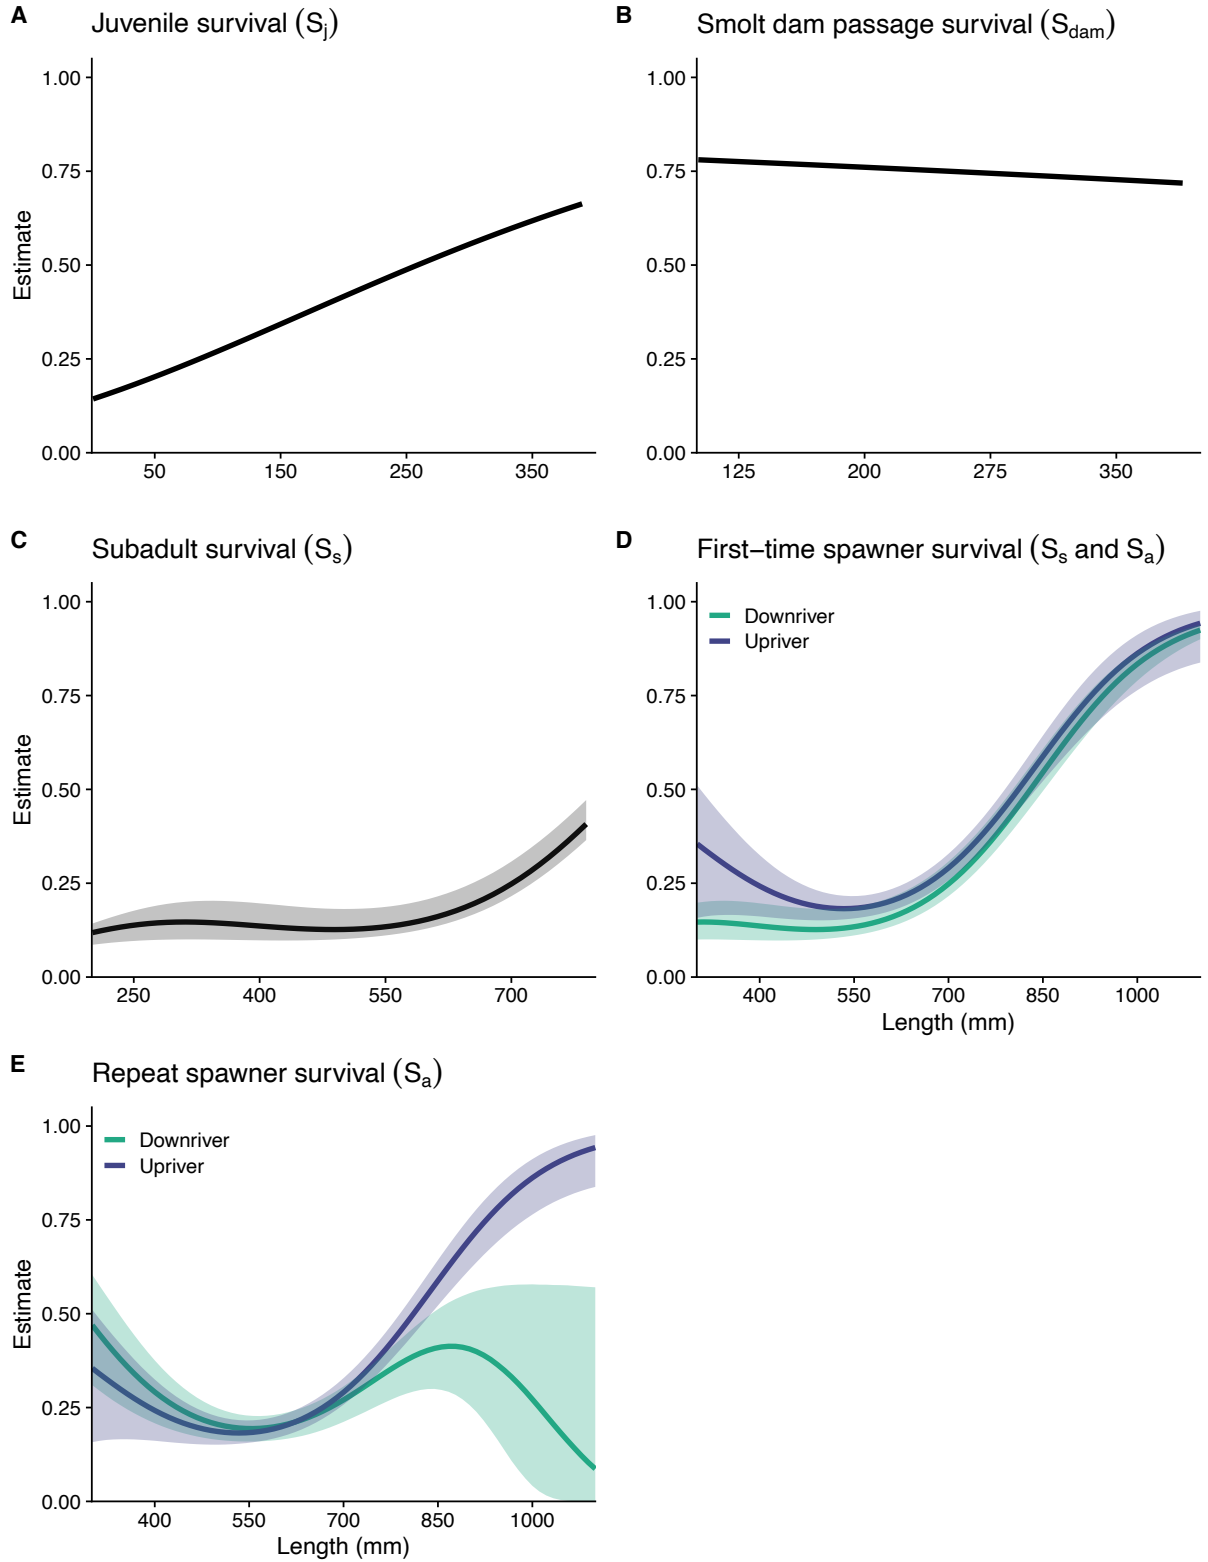 A
Juvenile survival (Sj)
Estimate
1.00
0.75
0.50
0.25
0.00
50 150 250 350
B
Smolt dam passage survival (Sdam)
1.00
0.75
0.50
0.25
0.00
125 200 275 350
C
Subadult survival (Ss)
Estimate
1.00
0.75
0.50
0.25
0.00
250 400 550 700
D
First−time spawner survival (Ss and Sa)
Downriver
Upriver
1.00
0.75
0.50
0.25
0.00
400 550 700 850 1000
Length (mm)
E
Repeat spawner survival (Sa)
Downriver
Upriver
Estimate
1.00
0.75
0.50
0.25
0.00
400 550 700 850 1000
Length (mm)